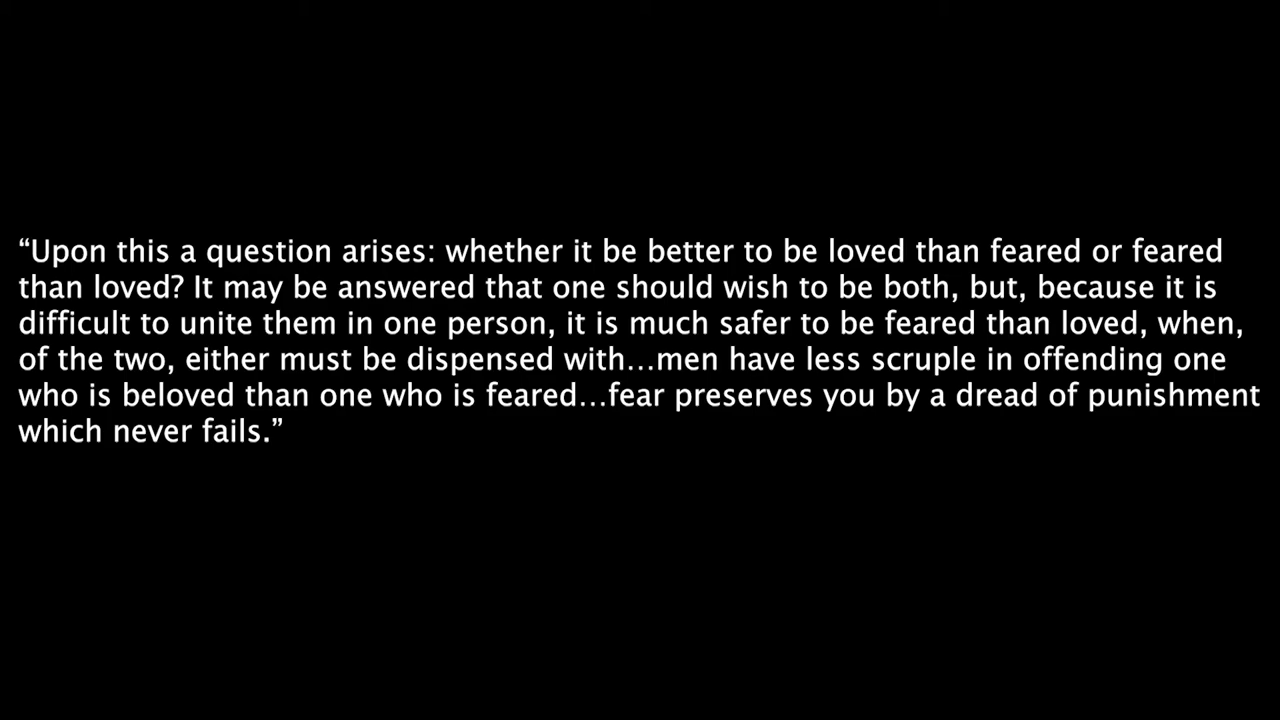 “Upon this a question arises: whether it be better to be loved than feared or feared
than loved? It may be answered that one should wish to be both, but, because it is
difficult to unite them in one person, it is much safer to be feared than loved, when,
of the two, either must be dispensed with…men have less scruple in offending one
who is beloved than one who is feared…fear preserves you by a dread of punishment
which never fails.”